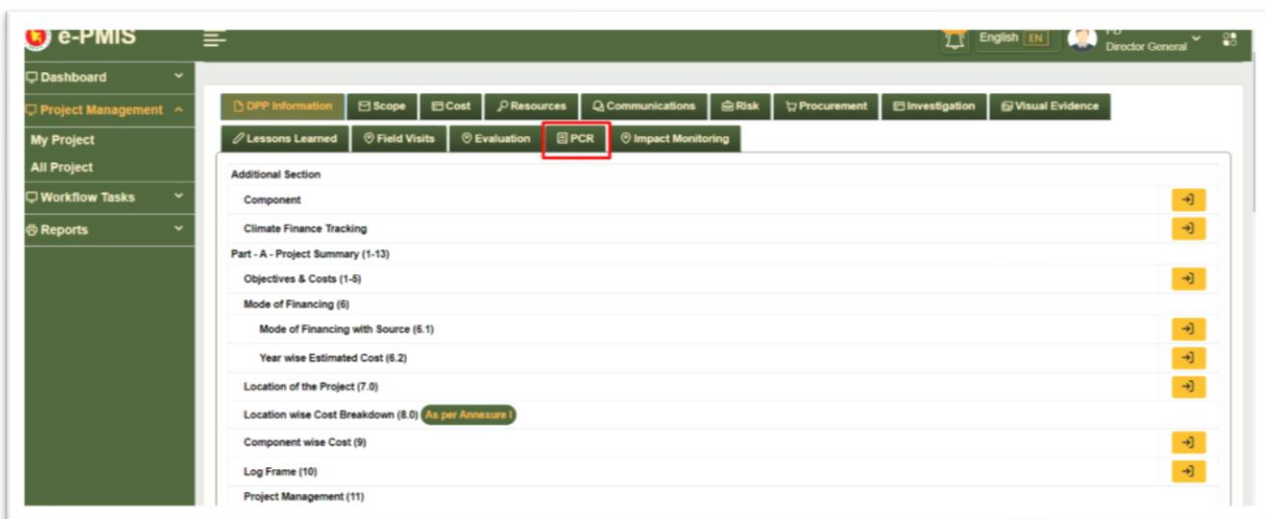 e-PMIS
English EN
Director General
Dashboard
Project Management
My Project
All Project
Workflow Tasks
Reports
DPP Information Scope Cost Resources Communications Risk Procurement Investigation Visual Evidence
Lessons Learned Field Visits Evaluation PCR Impact Monitoring
Additional Section
Component
Climate Finance Tracking
Part - A - Project Summary (1-13)
Objectives & Costs (1-5)
Mode of Financing (6)
Mode of Financing with Source (6.1)
Year wise Estimated Cost (6.2)
Location of the Project (7.0)
Location wise Cost Breakdown (8.0) As per Annexure I
Component wise Cost (9)
Log Frame (10)
Project Management (11)